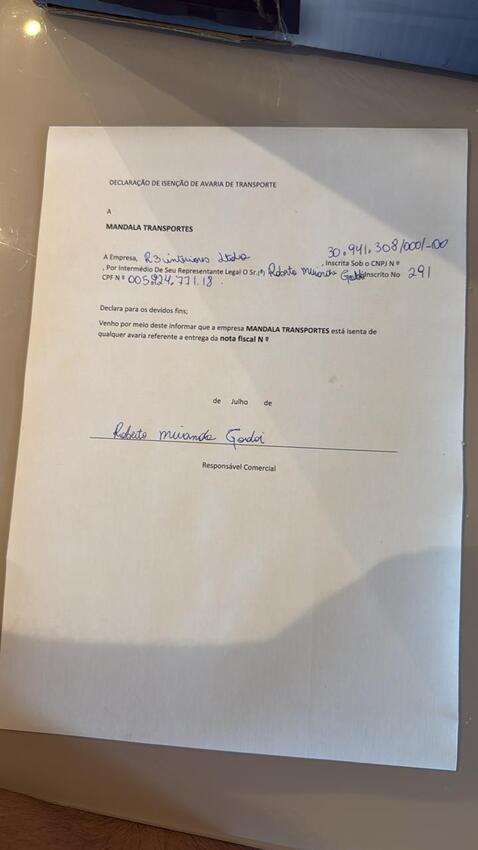 DECLARAÇÃO DE ISENÇÃO DE AVARIA DE TRANSPORTE
A
MANDALA TRANSPORTES
30.941.308/0001-00
A Empresa, R3 interiores Ltda , Inscrita Sob o CNPJ N º
, Por Intermédio De Seu Representante Legal O Sr.(ª) Roberto Miranda Godoi Inscrito No 291
CPF N º 005.924.771.18.
Declara para os devidos fins;
Venho por meio deste informar que a empresa MANDALA TRANSPORTES está isenta de
qualquer avaria referente a entrega da nota fiscal N º
de Julho de
Roberto Miranda Godoi
Responsável Comercial